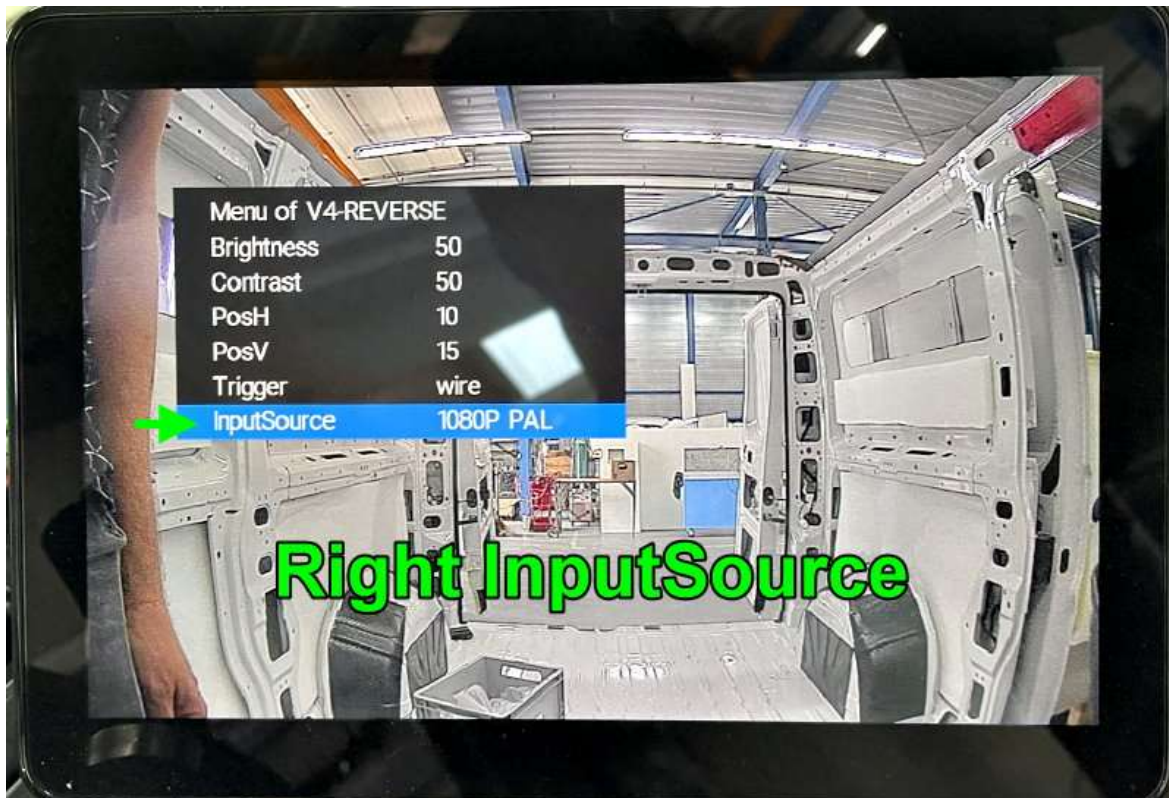 Menu of V4-REVERSE
Brightness 50
Contrast 50
PosH 10
PosV 15
Trigger wire
InputSource 1080P PAL
Right InputSource